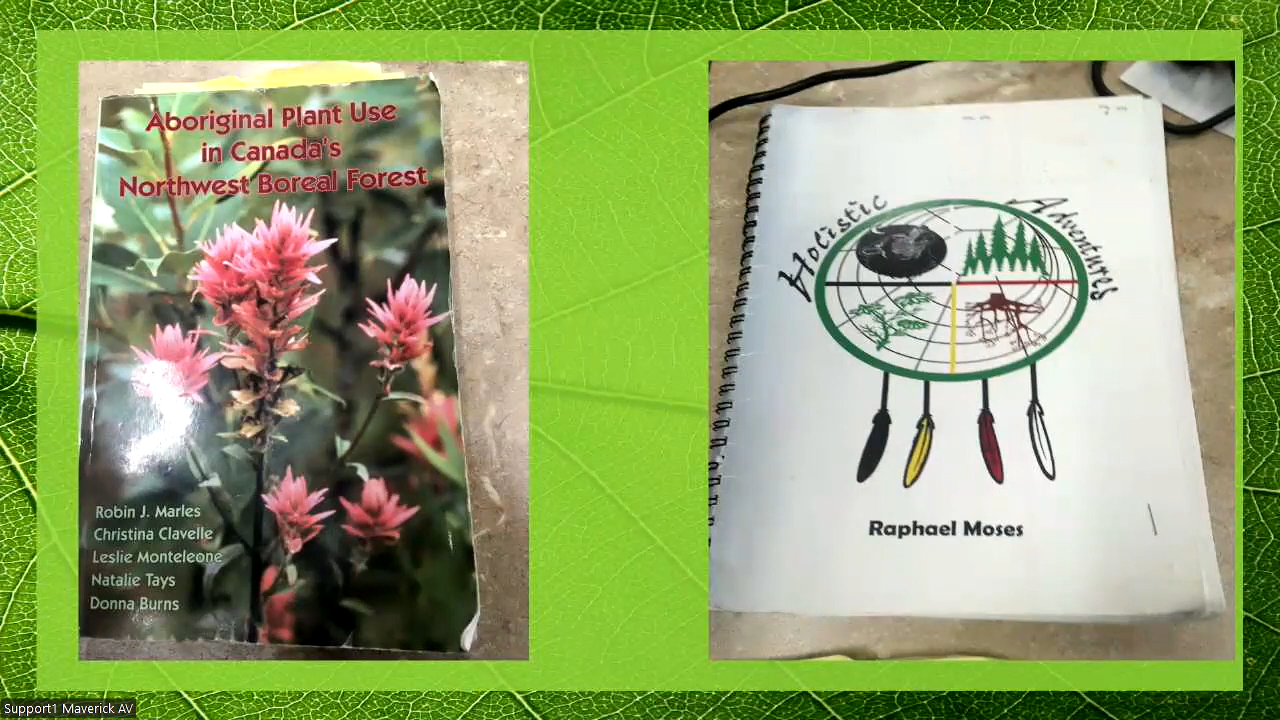 Aboriginal Plant Use
in Canada's
Northwest Boreal Forest
Robin J. Marles
Christina Clavelle
Leslie Monteleone
Natalie Tays
Donna Burns
Holistic Adventures
Raphael Moses
Support1 Maverick AV